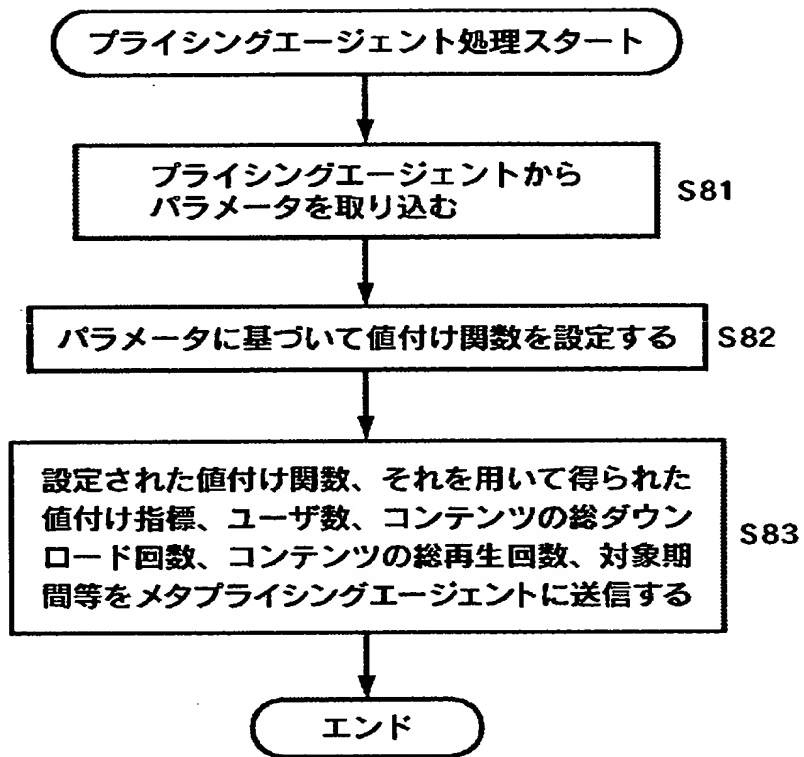 プライシングエージェント処理スタート
プライシングエージェントから
パラメータを取り込む
S81
パラメータに基づいて値付け関数を設定する
S82
設定された値付け関数、それを用いて得られた
値付け指標、ユーザ数、コンテンツの総ダウン
ロード回数、コンテンツの総再生回数、対象期
間等をメタプライシングエージェントに送信する
S83
エンド